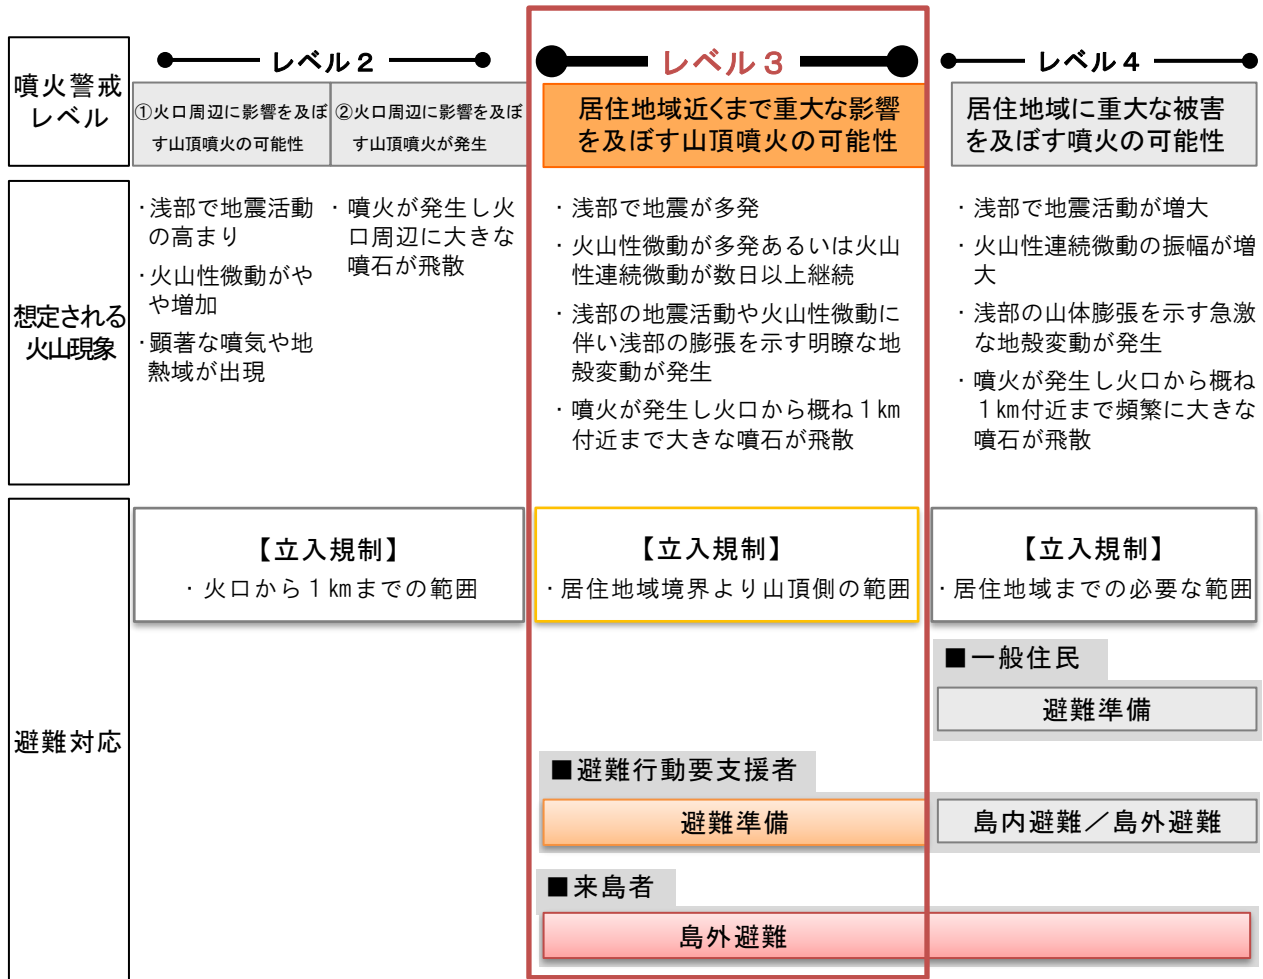 噴火警戒
レベル
レベル２
①火口周辺に影響を及ぼ
す山頂噴火の可能性
②火口周辺に影響を及ぼ
す山頂噴火が発生
レベル３
居住地域近くまで重大な影響
を及ぼす山頂噴火の可能性
レベル４
居住地域に重大な被害
を及ぼす噴火の可能性
想定される
火山現象
・浅部で地震活動
の高まり
・火山性微動がや
や増加
・顕著な噴気や地
熱域が出現
・噴火が発生し火
口周辺に大きな
噴石が飛散
・浅部で地震が多発
・火山性微動が多発あるいは火山
性連続微動が数日以上継続
・浅部の地震活動や火山性微動に
伴い浅部の膨張を示す明瞭な地
殻変動が発生
・噴火が発生し火口から概ね１km
付近まで大きな噴石が飛散
・浅部で地震活動が増大
・火山性連続微動の振幅が増
大
・浅部の山体膨張を示す急激
な地殻変動が発生
・噴火が発生し火口から概ね
１km付近まで頻繁に大きな
噴石が飛散
避難対応
【立入規制】
・火口から１kmまでの範囲
【立入規制】
・居住地域境界より山頂側の範囲
【立入規制】
・居住地域までの必要な範囲
■一般住民
避難準備
■避難行動要支援者
避難準備
島内避難／島外避難
■来島者
島外避難